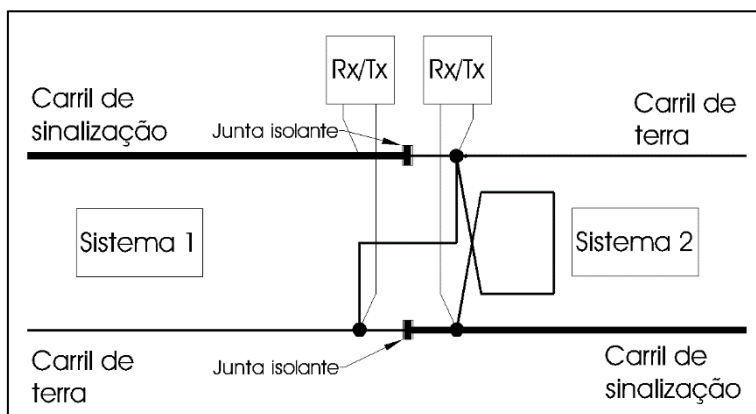 Rx/Tx
Rx/Tx
Carril de
sinalização
Junta isolante
Carril de
terra
Sistema 1
Sistema 2
Carril de
terra
Junta isolante
Carril de
sinalização